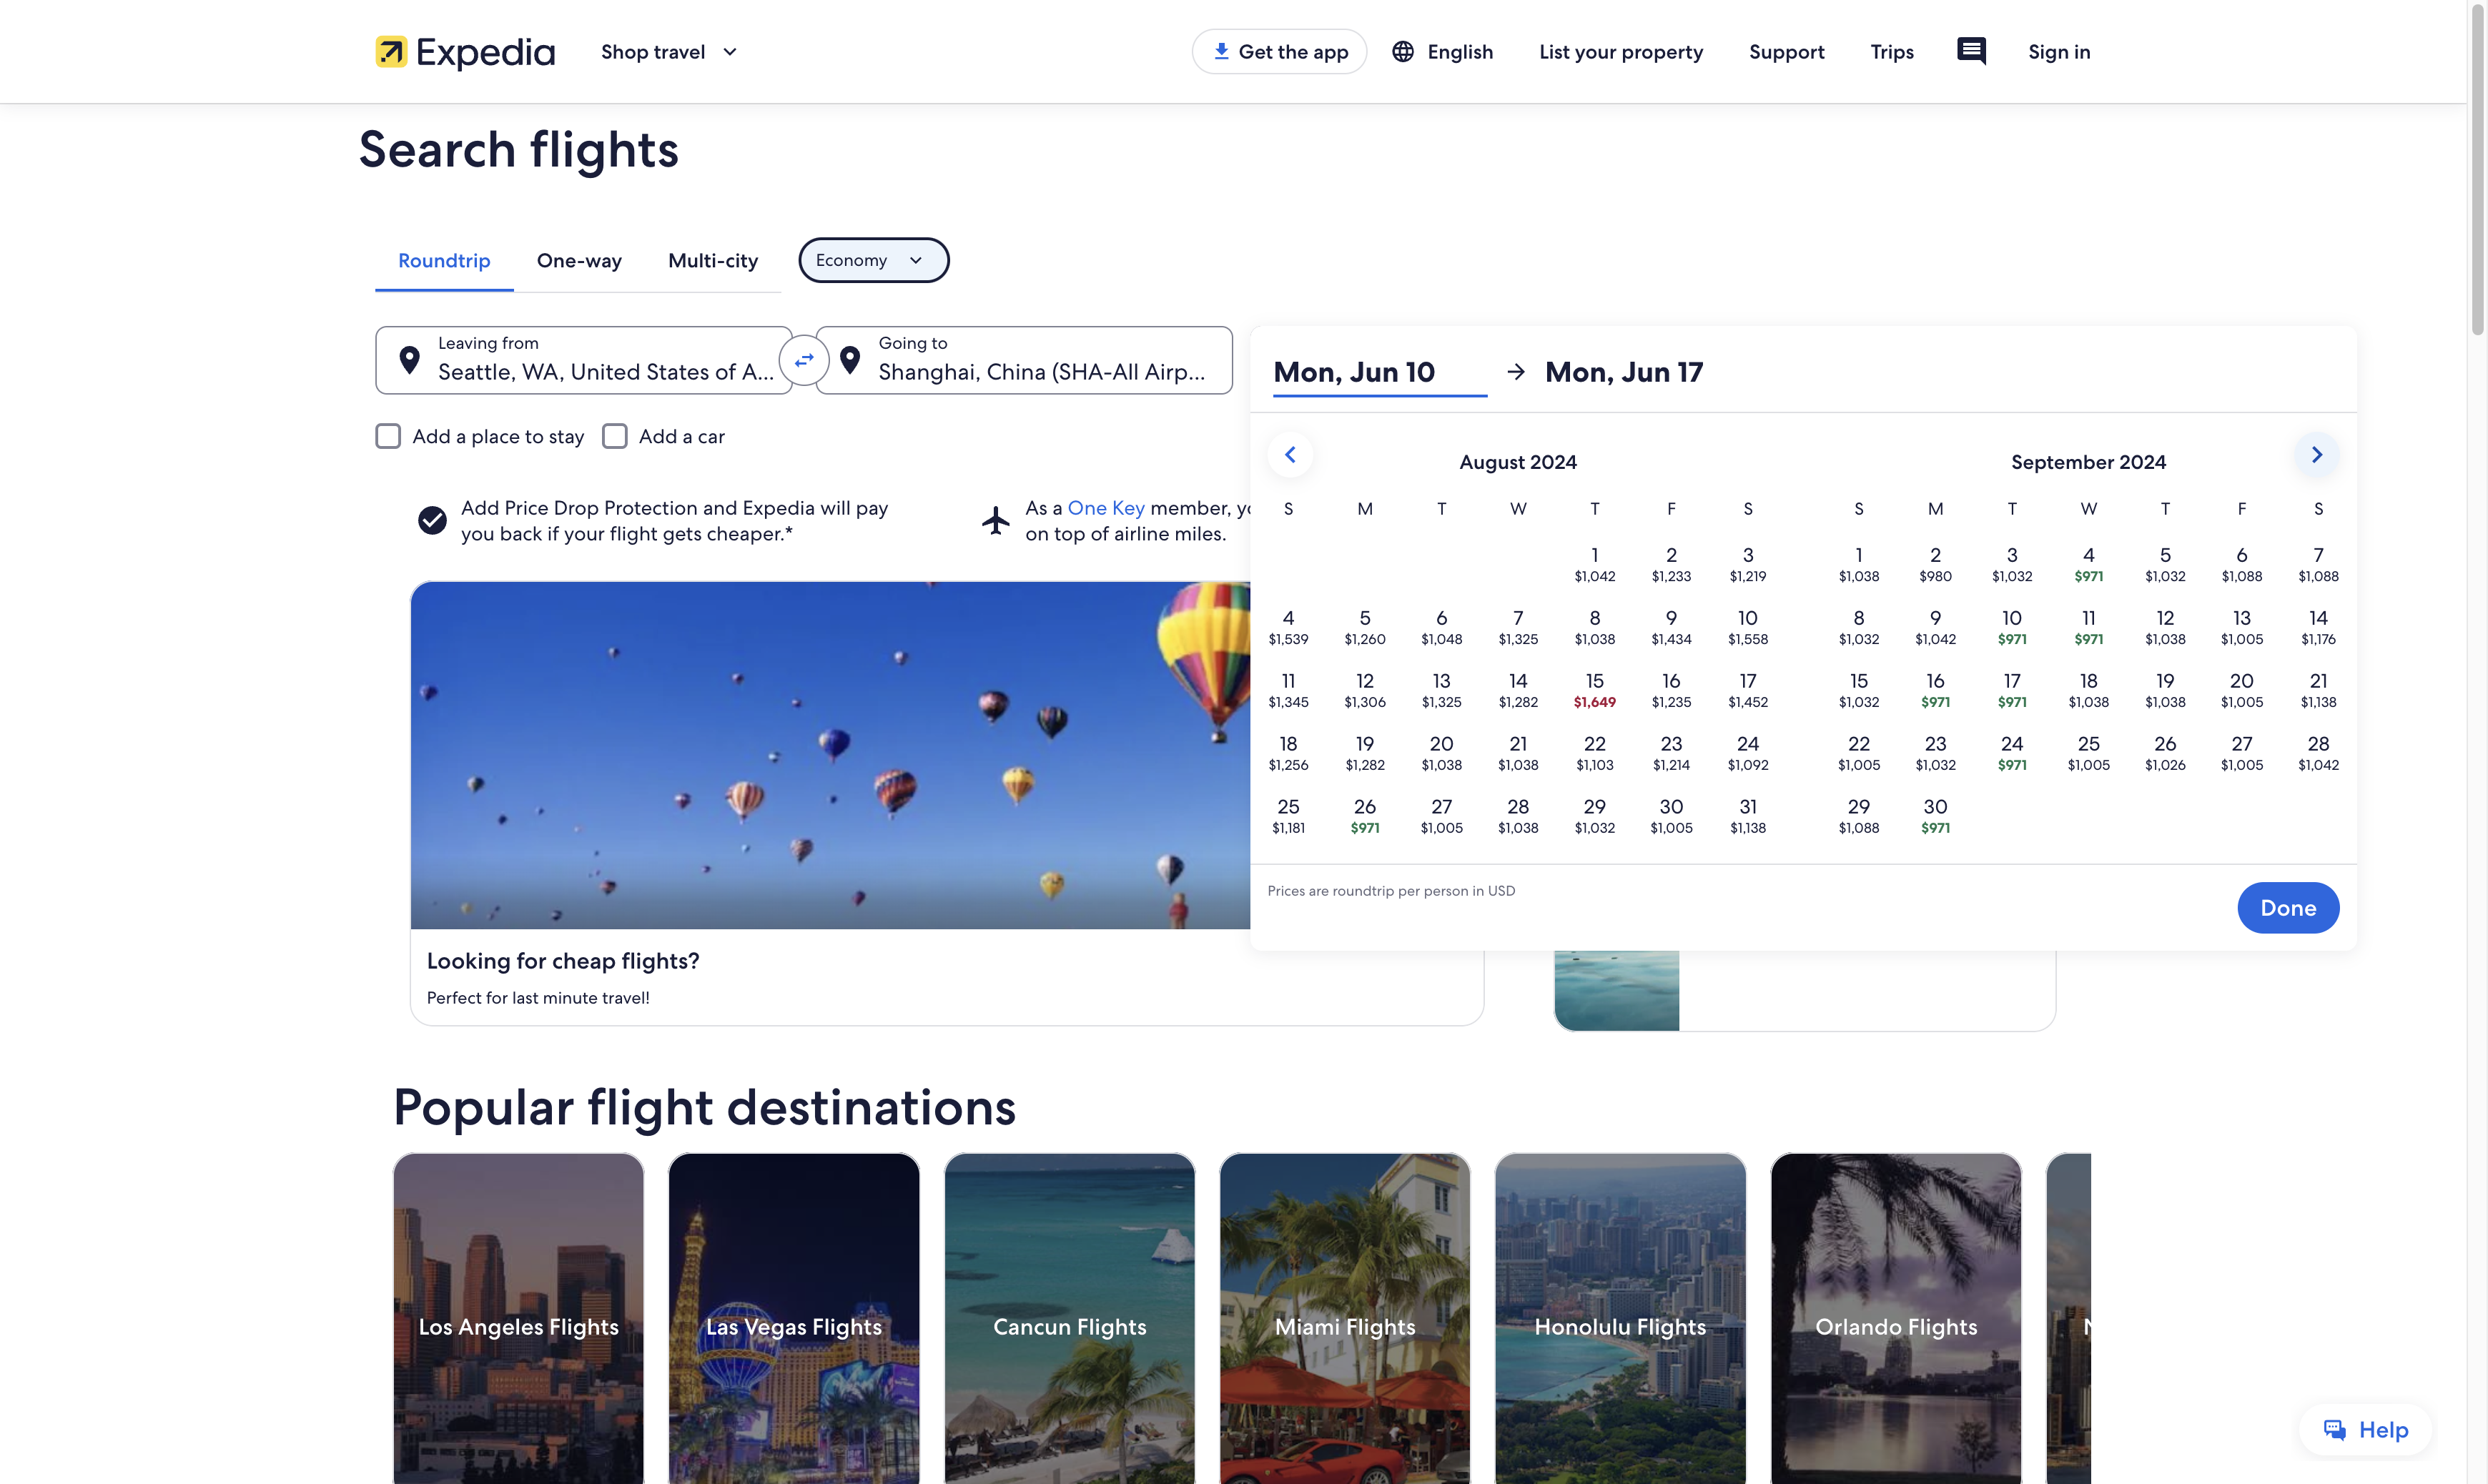 Expedia
Shop travel
Get the app
English
List your property
Support
Trips
Sign in
Search flights
Roundtrip
One-way
Multi-city
Economy
Leaving from
Seattle, WA, United States of A...
Going to
Shanghai, China (SHA-All Airp...
Mon, Jun 10
Mon, Jun 17
Add a place to stay
Add a car
Add Price Drop Protection and Expedia will pay
you back if your flight gets cheaper.*
As a One Key member, yo
on top of airline miles.
August 2024
S M T W T F S
1 2 3
$1,042 $1,233 $1,219
4 5 6 7 8 9 10
$1,539 $1,260 $1,048 $1,325 $1,038 $1,434 $1,558
11 12 13 14 15 16 17
$1,345 $1,306 $1,325 $1,282 $1,649 $1,235 $1,452
18 19 20 21 22 23 24
$1,256 $1,282 $1,038 $1,038 $1,103 $1,214 $1,092
25 26 27 28 29 30 31
$1,181 $971 $1,005 $1,038 $1,032 $1,005 $1,138
September 2024
S M T W T F S
1 2 3 4 5 6 7
$1,038 $980 $1,032 $971 $1,032 $1,088 $1,088
8 9 10 11 12 13 14
$1,032 $1,042 $971 $971 $1,038 $1,005 $1,176
15 16 17 18 19 20 21
$1,032 $971 $971 $1,038 $1,038 $1,005 $1,138
22 23 24 25 26 27 28
$1,005 $1,032 $971 $1,005 $1,026 $1,005 $1,042
29 30
$1,088 $971
Prices are roundtrip per person in USD
Done
Looking for cheap flights?
Perfect for last minute travel!
Popular flight destinations
Los Angeles Flights
Las Vegas Flights
Cancun Flights
Miami Flights
Honolulu Flights
Orlando Flights
Help